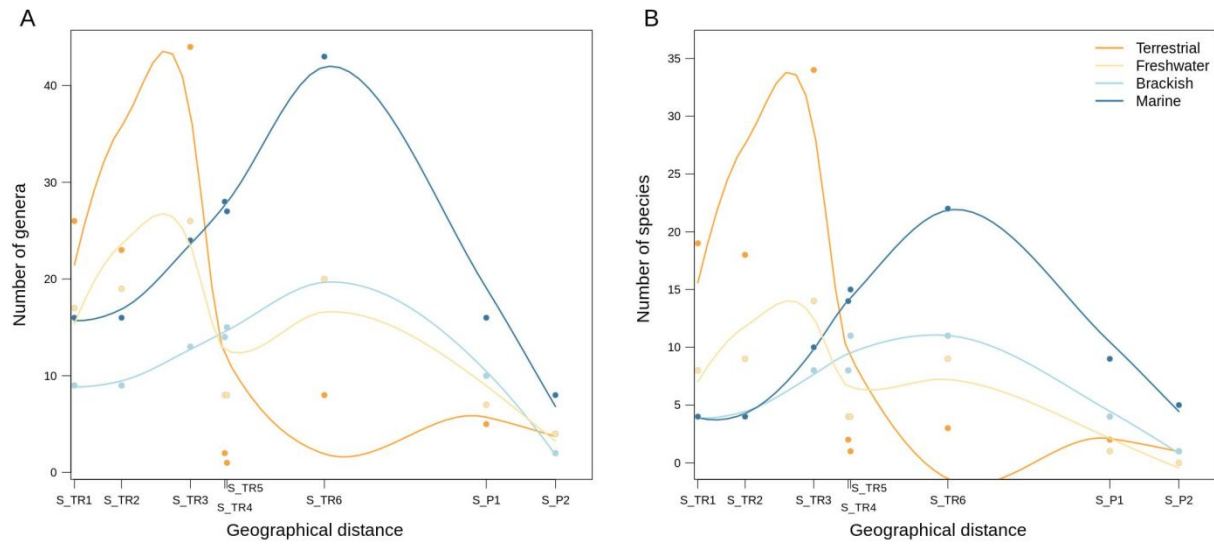 A
Number of genera
40
30
20
10
0
S_TR1
S_TR2
S_TR3
S_TR5
S_TR4
S_TR6
S_P1
S_P2
Geographical distance
B
Terrestrial
Freshwater
Brackish
Marine
Number of species
35
30
25
20
15
10
5
0
S_TR1
S_TR2
S_TR3
S_TR5
S_TR4
S_TR6
S_P1
S_P2
Geographical distance